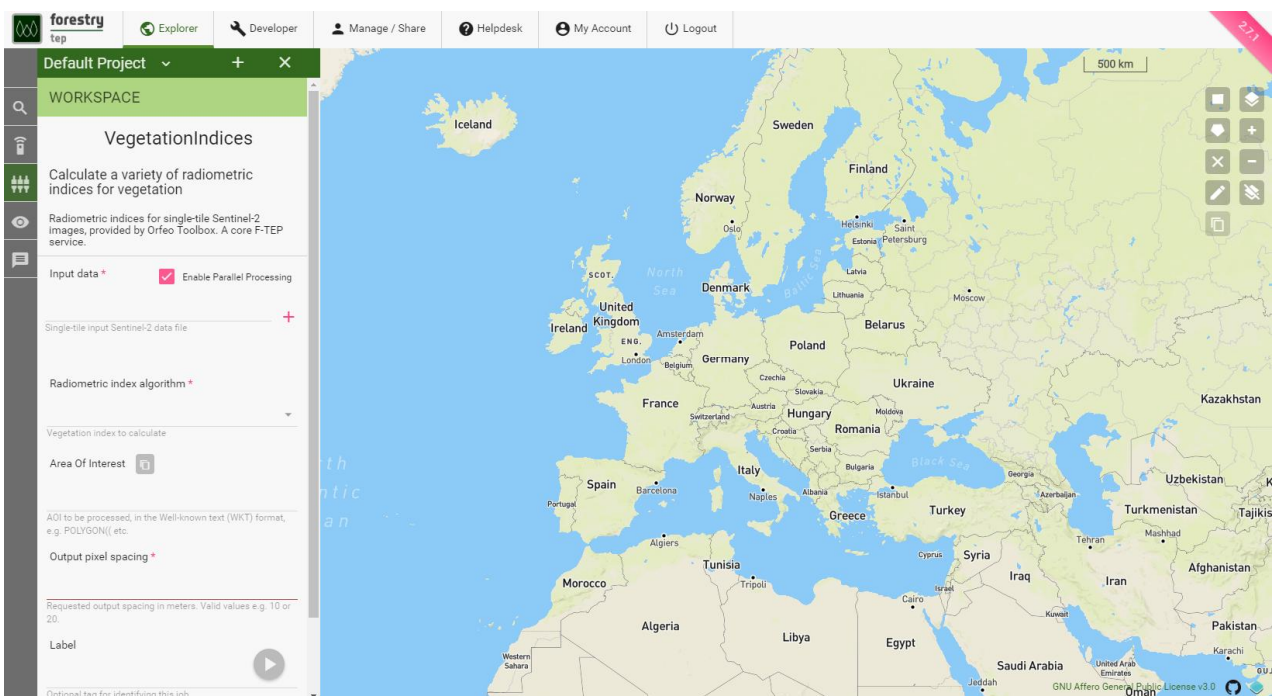 forestry
tep
Explorer
Developer
Manage / Share
Helpdesk
My Account
Logout
2.7.1
Default Project
WORKSPACE
VegetationIndices
Calculate a variety of radiometric
indices for vegetation
Radiometric indices for single-tile Sentinel-2
images, provided by Orfeo Toolbox. A core F-TEP
service.
Input data *
Enable Parallel Processing
Single-tile input Sentinel-2 data file
Radiometric index algorithm *
Vegetation index to calculate
Area Of Interest
AOI to be processed, in the Well-known text (WKT) format,
e.g. POLYGON(( etc.
Output pixel spacing *
Requested output spacing in meters. Valid values e.g. 10 or
20.
Label
Optional tag for identifying this job
500 km
Iceland
Sweden
Finland
Norway
Oslo
Helsinki
Saint
Petersburg
Estonia
SCOT.
North
Sea
Baltic Sea
Latvia
Denmark
Lithuania
Moscow
United
Kingdom
Ireland
ENG.
Amsterdam
Belarus
London
Belgium
Germany
Poland
Czechia
Ukraine
Slovakia
Kazakhstan
France
Switzerland
Austria
Hungary
Moldova
Croatia
Romania
Serbia
th
ntic
an
Italy
Bulgaria
Black Sea
Georgia
Uzbekistan
K
Spain
Barcelona
Portugal
Naples
Albania
Istanbul
Azerbaijan
Greece
Turkey
Turkmenistan
Tajikis
Algiers
Tehran
Mashhad
Tunisia
Cyprus
Syria
Afghanistan
Morocco
Tripoli
Israel
Iraq
Iran
Cairo
Kuwait
Algeria
Libya
Egypt
Pakistan
Karachi
Western
Sahara
Saudi Arabia
United Arab
Emirates
GUJ
Jeddah
Oman
GNU Affero General Public License v3.0